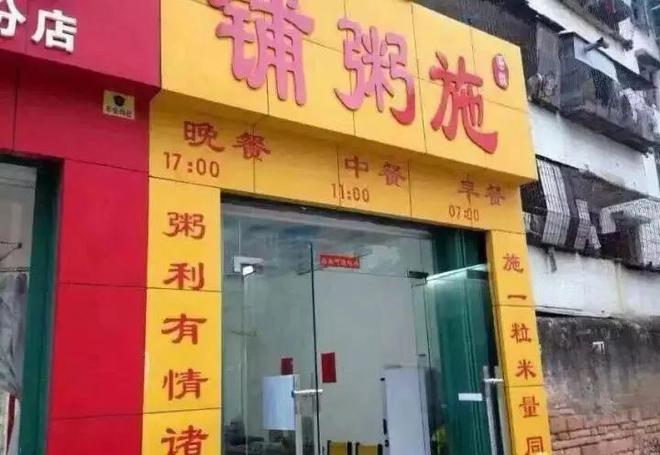 分店
施粥铺
早餐
07:00
中餐
11:00
晚餐
17:00
施一粒米量同
粥利有情诸